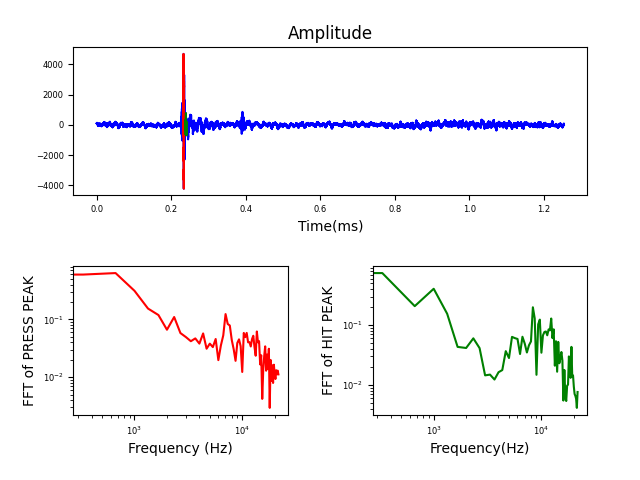 Amplitude
4000
2000
0
−2000
−4000
0.0 0.2 0.4 0.6 0.8 1.0 1.2
Time(ms)
FFT of PRESS PEAK
10⁻¹
10⁻²
10³ 10⁴
Frequency (Hz)
FFT of HIT PEAK
10⁻¹
10⁻²
10³ 10⁴
Frequency(Hz)